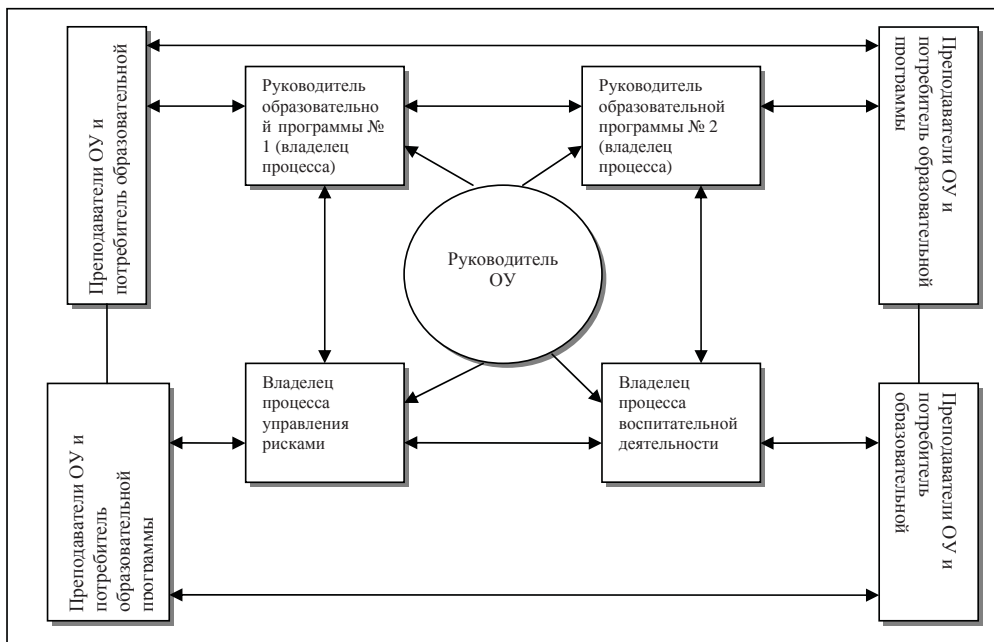 Преподаватели ОУ и
потребитель образовательной
Руководитель
образовательно
й программы №
1 (владелец
процесса)
Руководитель
образовательной
программы № 2
(владелец
процесса)
Преподаватели ОУ и
потребитель образовательной
программы
Руководитель
ОУ
Преподаватели ОУ и
потребитель
образовательной
программы
Владелец
процесса
управления
рисками
Владелец
процесса
воспитательной
деятельности
Преподаватели ОУ и
потребитель
образовательной